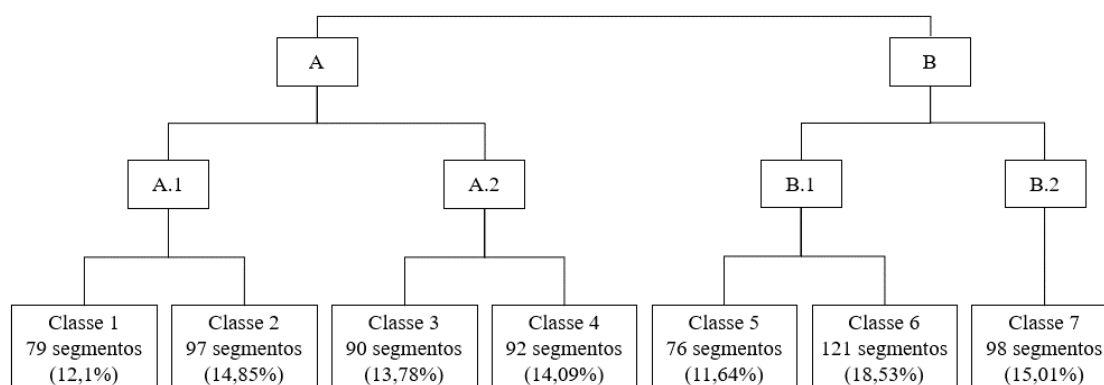 A
B
A.1
A.2
B.1
B.2
Classe 1
79 segmentos
(12,1%)
Classe 2
97 segmentos
(14,85%)
Classe 3
90 segmentos
(13,78%)
Classe 4
92 segmentos
(14,09%)
Classe 5
76 segmentos
(11,64%)
Classe 6
121 segmentos
(18,53%)
Classe 7
98 segmentos
(15,01%)